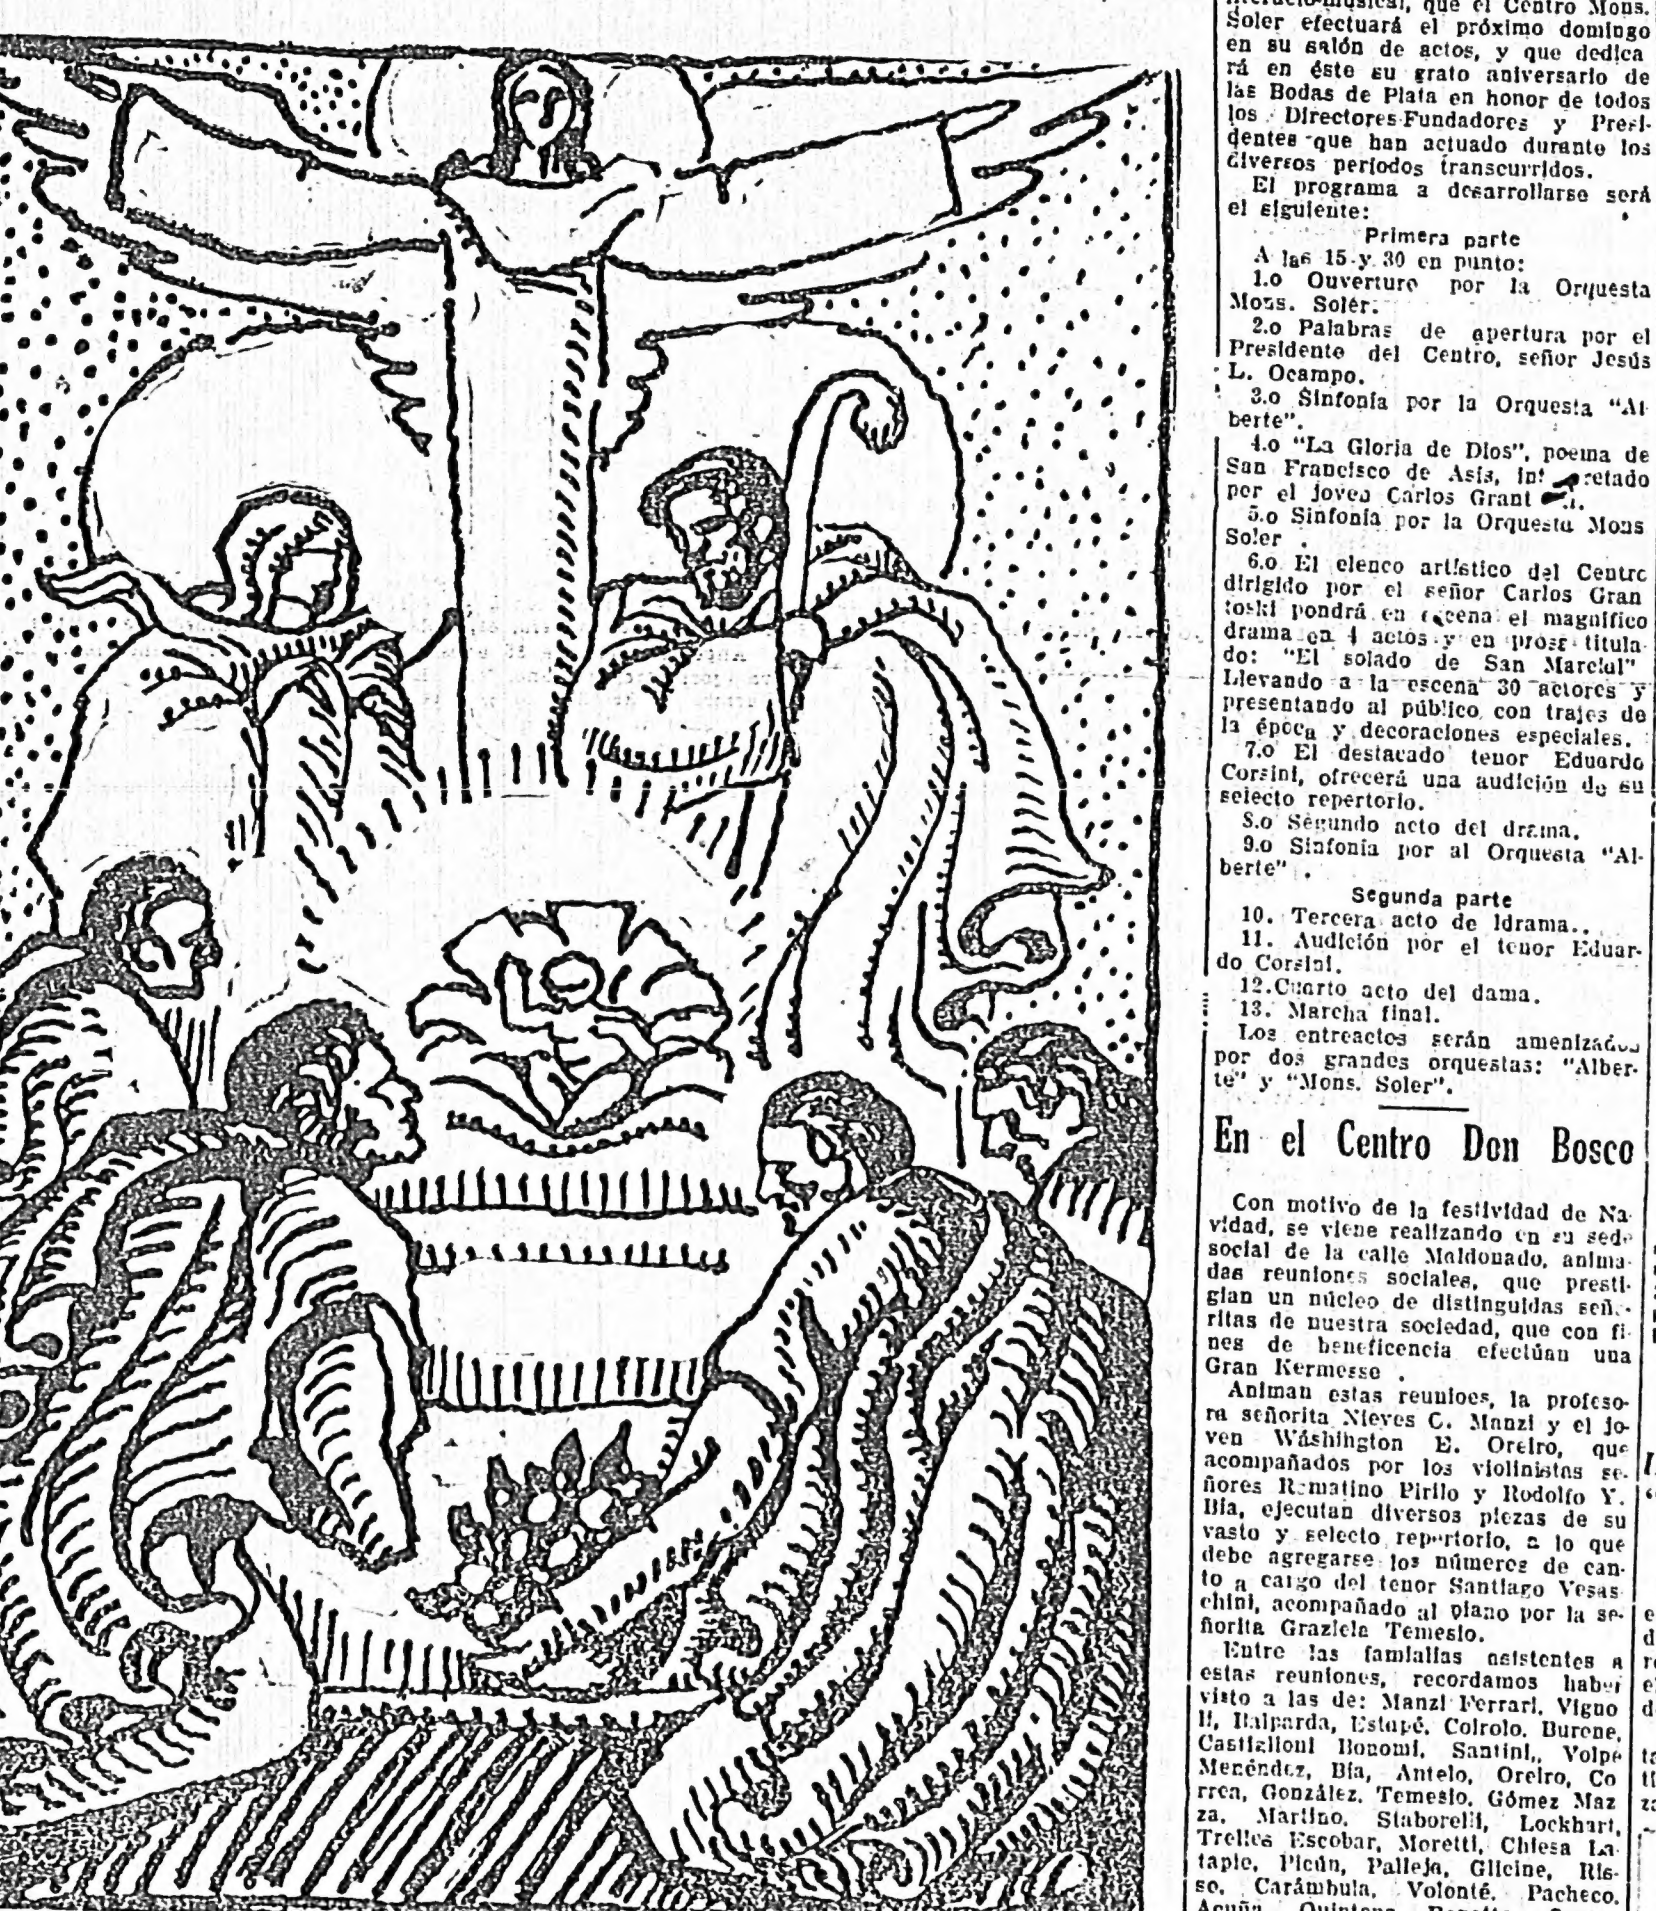 literacio-musical, que el Centro Mons.
Soler efectuará el próximo domingo
en su salón de actos, y que dedica
rá en éste su grato aniversario de
las Bodas de Plata en honor de todos
los Directores-Fundadores y Presi-
dentes que han actuado durante los
diversos períodos transcurridos.
El programa a desarrollarse será
el siguiente:
Primera parte
A las 15 y 30 en punto:
1.o Ouverture por la Orquesta
Mons. Soler.
2.o Palabras de apertura por el
Presidente del Centro, señor Jesús
L. Ocampo.
3.o Sinfonía por la Orquesta "Al
berte".
4.o "La Gloria de Dios", poema de
San Francisco de Asís, int retado
por el joven Carlos Grant
5.o Sinfonía por la Orquesta Mons
Soler .
6.o El elenco artístico del Centro
dirigido por el señor Carlos Gran
toski pondrá en escena el magnífico
drama en 4 actos y en prosa titula
do: "El solado de San Marcial"
Llevando a la escena 30 actores y
presentando al público con trajes de
la época y decoraciones especiales.
7.o El destacado tenor Eduardo
Corsini, ofrecerá una audición de su
selecto repertorio.
8.o Segundo acto del drama.
9.o Sinfonía por al Orquesta "Al-
berte" .
Segunda parte
10. Tercera acto de ldrama..
11. Audición por el tenor Eduar-
do Corsini.
12.Cuarto acto del dama.
13. Marcha final.
Los entreactos serán amenizados
por dos grandes orquestas: "Alber-
te" y "Mons. Soler".
En el Centro Don Bosco
Con motivo de la festividad de Na-
vidad, se viene realizando en su sede
social de la calle Maldonado, anima-
das reuniones sociales, que presti-
gian un núcleo de distinguidas seño-
ritas de nuestra sociedad, que con fi-
nes de beneficencia efectúan una
Gran Kermesse .
Animan estas reunioes, la profeso-
ra señorita Nieves C. Manzi y el jo-
ven Wáshihgton E. Oreiro, que
acompañados por los violinistas se-
ñores Rematino Pirilo y Rodolfo Y.
Bia, ejecutan diversos piezas de su
vasto y selecto repertorio, a lo que
debe agregarse los números de can-
to a cargo del tenor Santiago Vesas
chini, acompañado al piano por la se-
ñorita Graziela Temesio.
Entre las famialias asistentes a
estas reuniones, recordamos haber
visto a las de: Manzi Ferrari, Vigno
li, Balparda, Estapé, Coirolo, Burone,
Castiglioni Bonomi, Santini,, Volpe
Menéndez, Bia, Antelo, Oreiro, Co
rrea, González, Temesio, Gómez Maz
za, Martino, Staborelli, Lockhart,
Trelles Escobar, Moretti, Chiesa La-
tapie, Picún, Palleja, Glicine, Ris-
so, Carámbula, Volonté, Pacheco,
Acuña, Quintana,